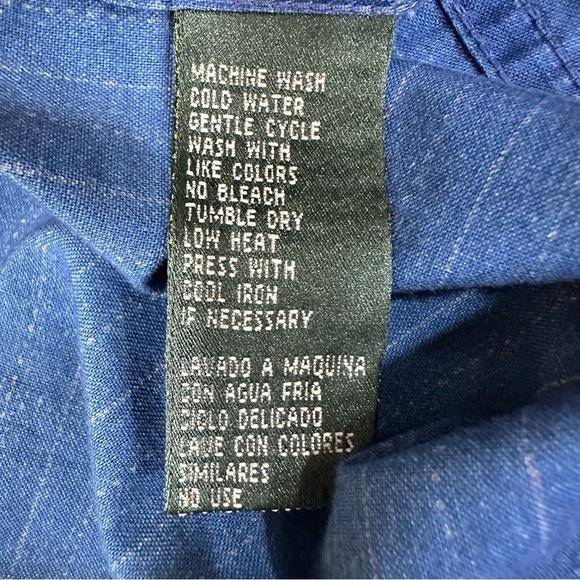 MACHINE WASH
COLD WATER
GENTLE CYCLE
WASH WITH
LIKE COLORS
NO BLEACH
TUMBLE DRY
LOW HEAT
PRESS WITH
COOL IRON
IF NECESSARY
LAVADO A MAQUINA
CON AGUA FRIA
CICLO DELICADO
LAVE CON COLORES
SIMILARES
NO USE